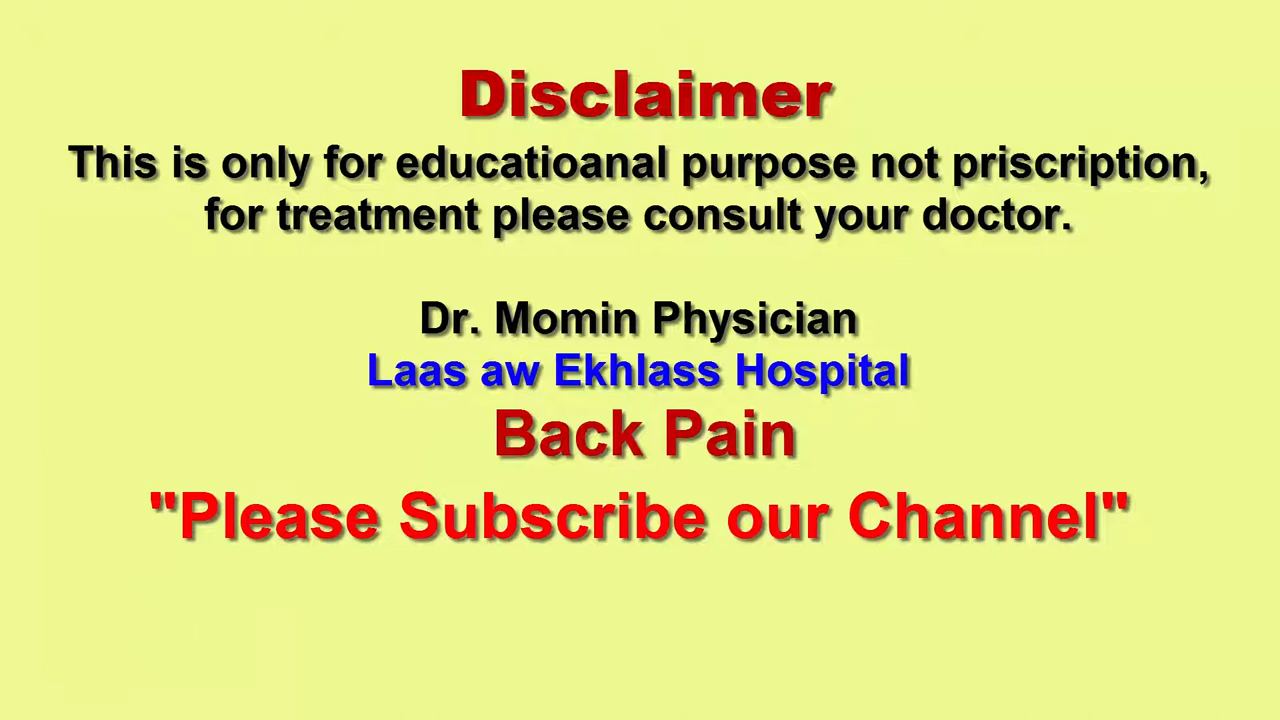 Disclaimer
This is only for educatioanal purpose not priscription,
for treatment please consult your doctor.
Dr. Momin Physician
Laas aw Ekhlass Hospital
Back Pain
"Please Subscribe our Channel"